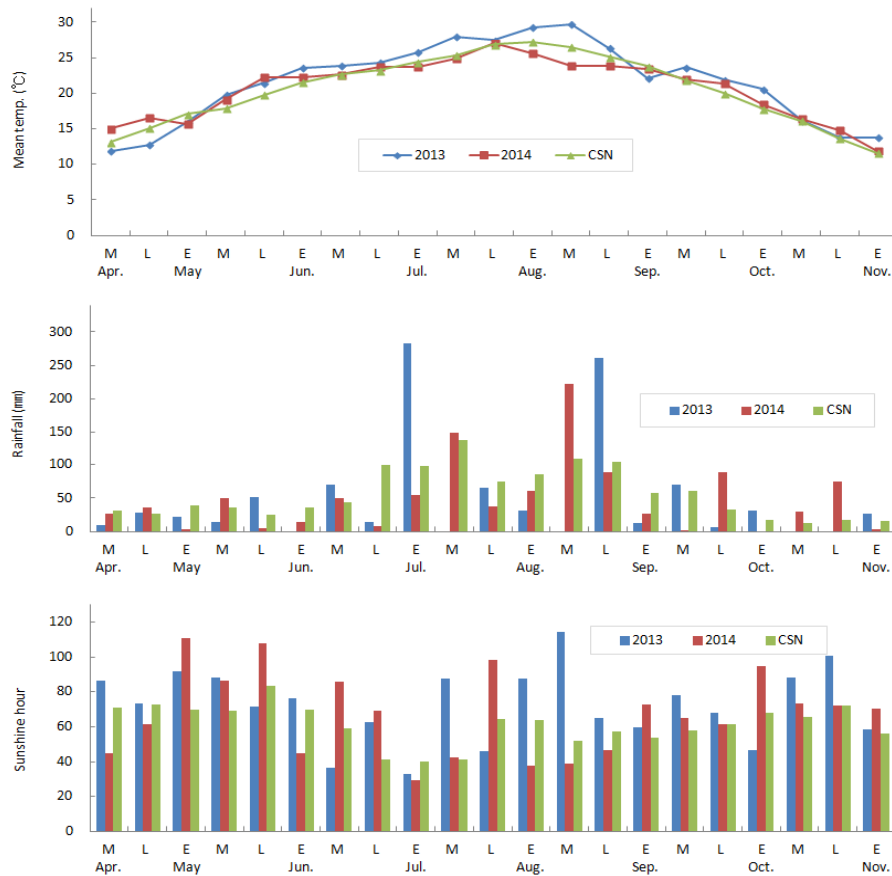 Mean temp. (℃)
30
25
20
15
10
5
0
2013 2014 CSN
M L E M L E M L E M L E M L E M L E M L E
Apr. May Jun. Jul. Aug. Sep. Oct. Nov.
Rainfall (㎜)
300
250
200
150
100
50
0
2013 2014 CSN
M L E M L E M L E M L E M L E M L E M L E
Apr. May Jun. Jul. Aug. Sep. Oct. Nov.
Sunshine hour
120
100
80
60
40
20
0
2013 2014 CSN
M L E M L E M L E M L E M L E M L E M L E
Apr. May Jun. Jul. Aug. Sep. Oct. Nov.